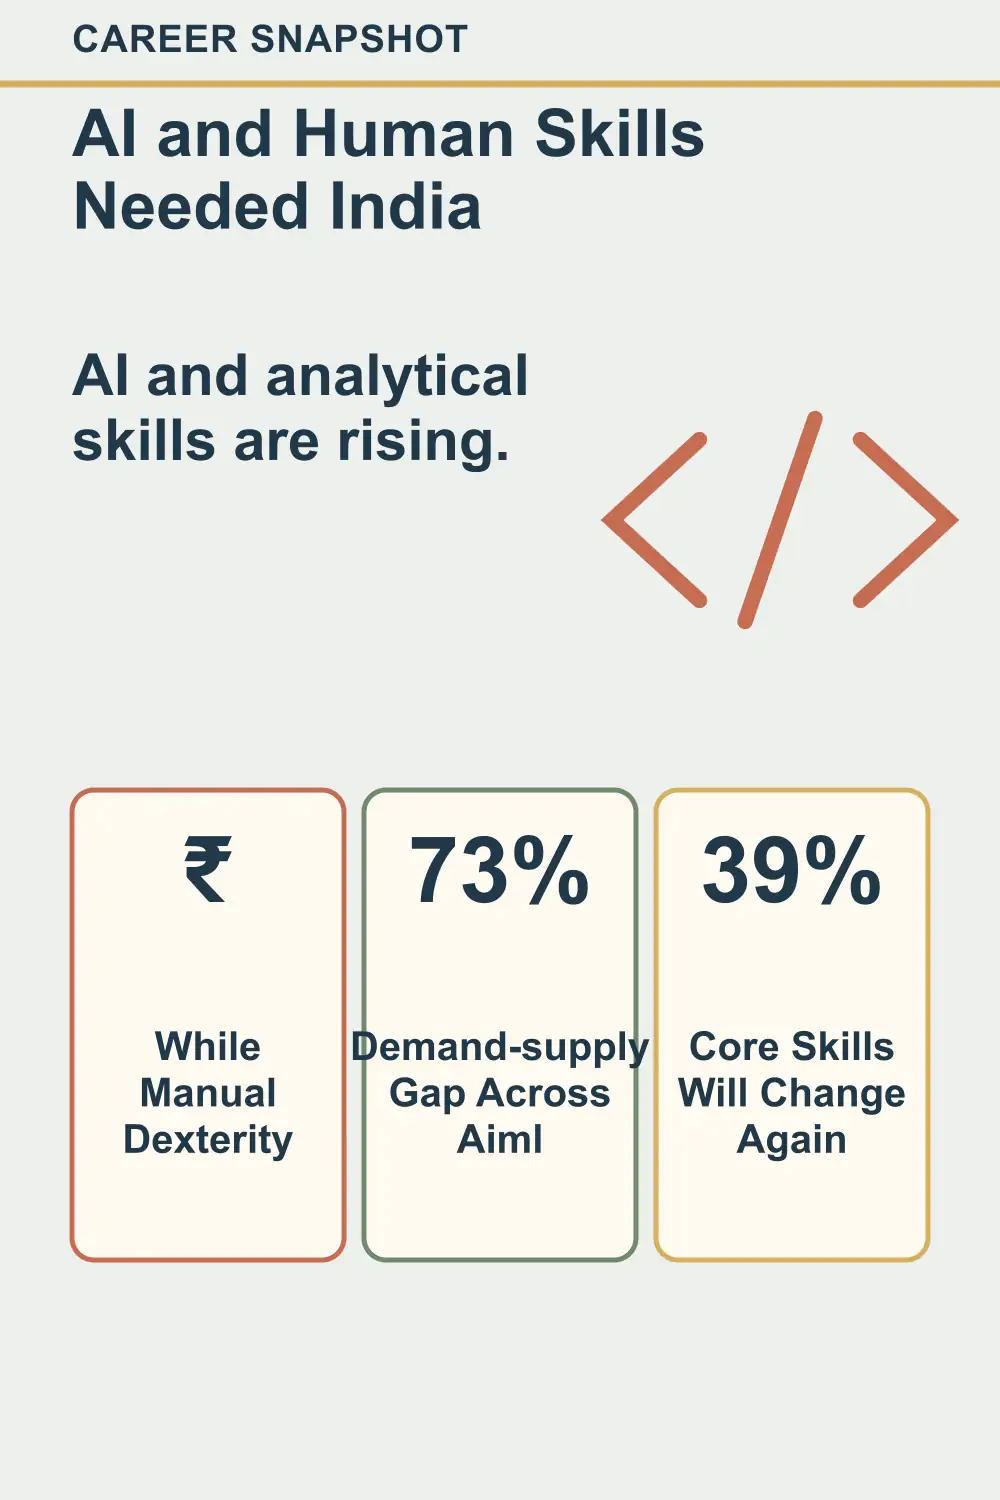 CAREER SNAPSHOT
AI and Human Skills
Needed India
AI and analytical
skills are rising.
</>
₹
While
Manual
Dexterity
73%
Demand-supply
Gap Across
Aiml
39%
Core Skills
Will Change
Again